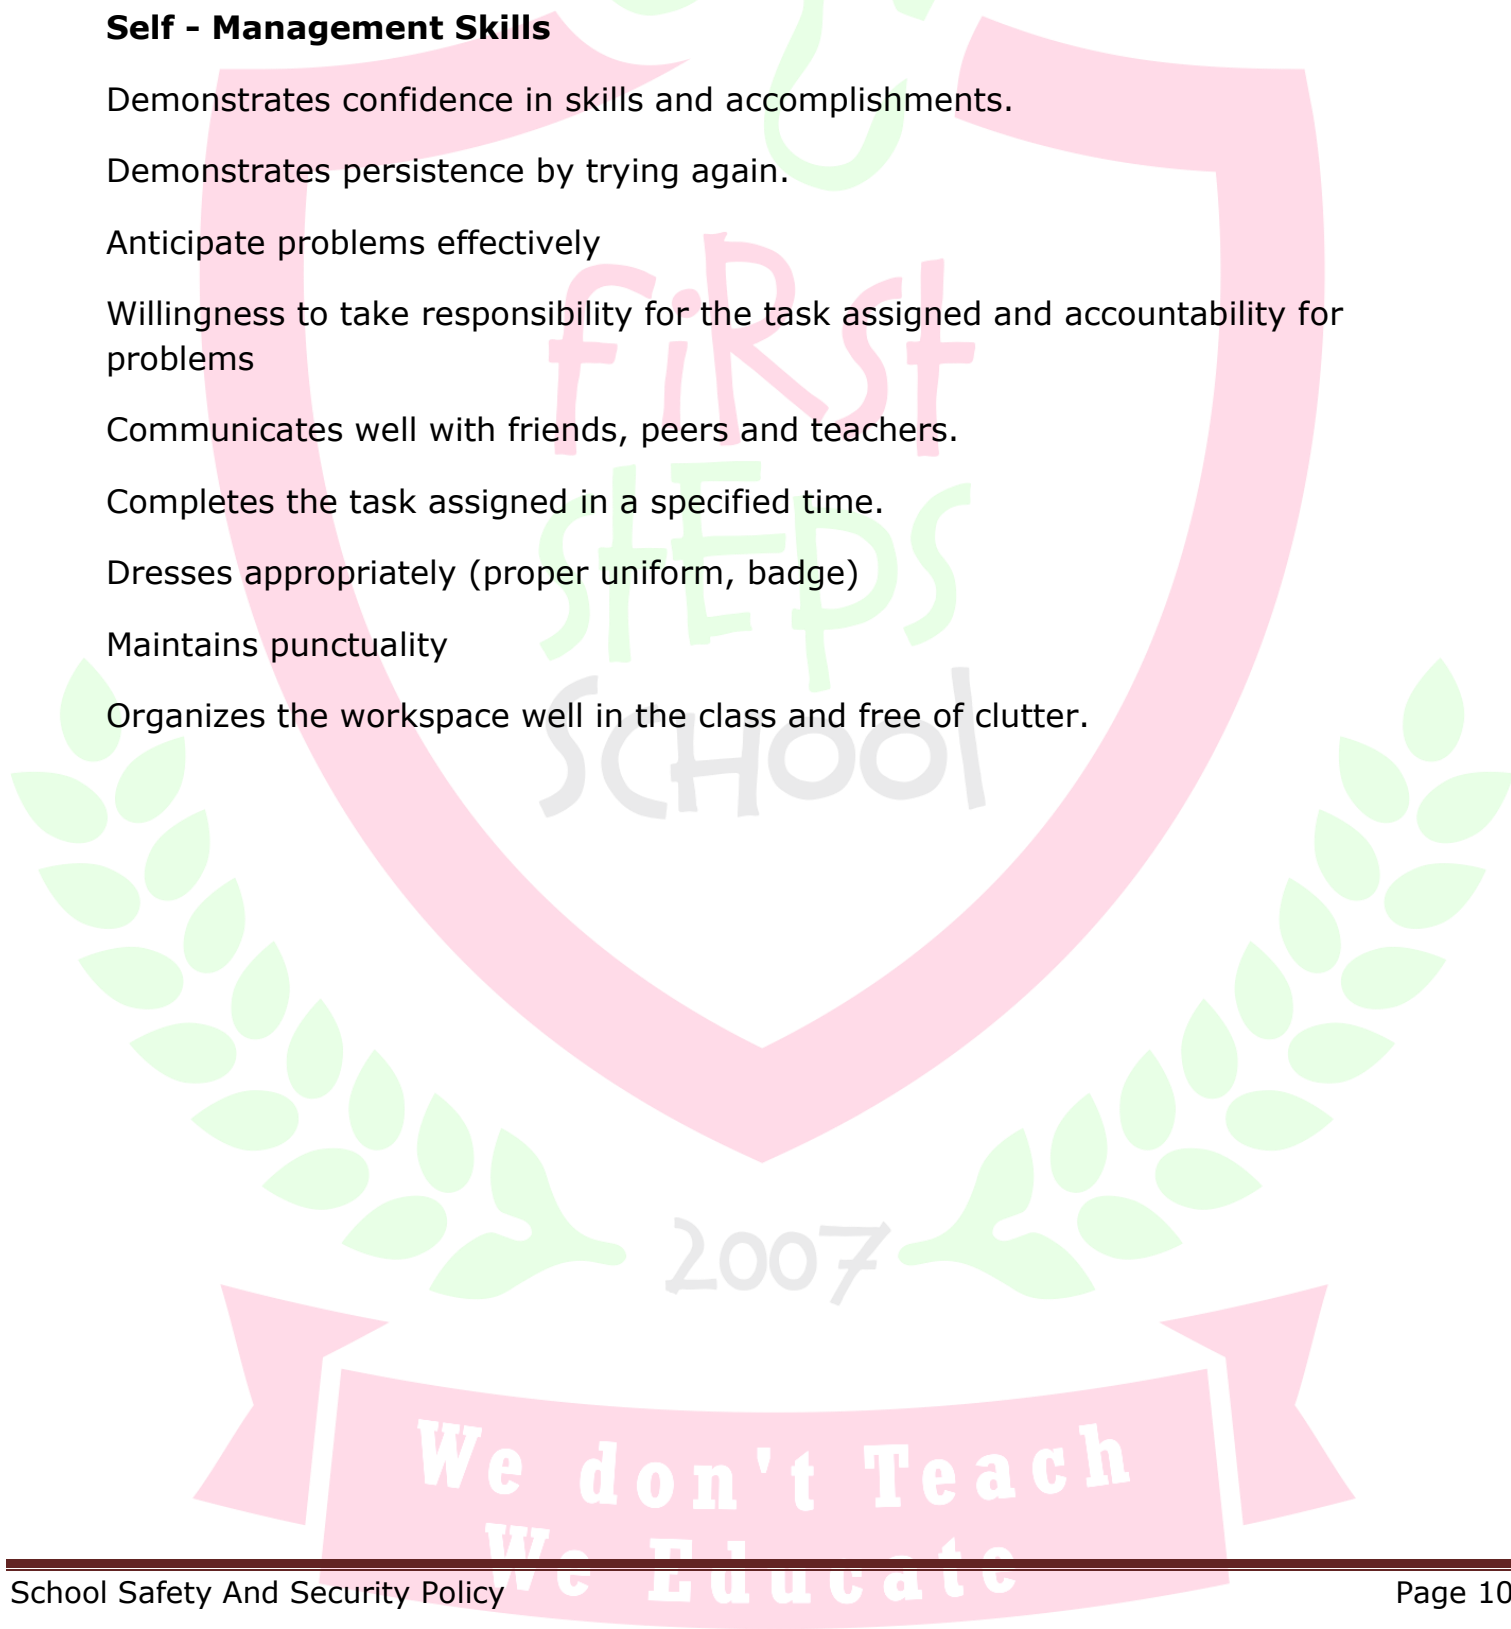 Self - Management Skills
Demonstrates confidence in skills and accomplishments.
Demonstrates persistence by trying again.
Anticipate problems effectively
Willingness to take responsibility for the task assigned and accountability for
problems
Communicates well with friends, peers and teachers.
Completes the task assigned in a specified time.
Dresses appropriately (proper uniform, badge)
Maintains punctuality
Organizes the workspace well in the class and free of clutter.
FiRSt
StEpS
SCHOOl
2007
We don't Teach
We Educate
School Safety And Security Policy
Page 10